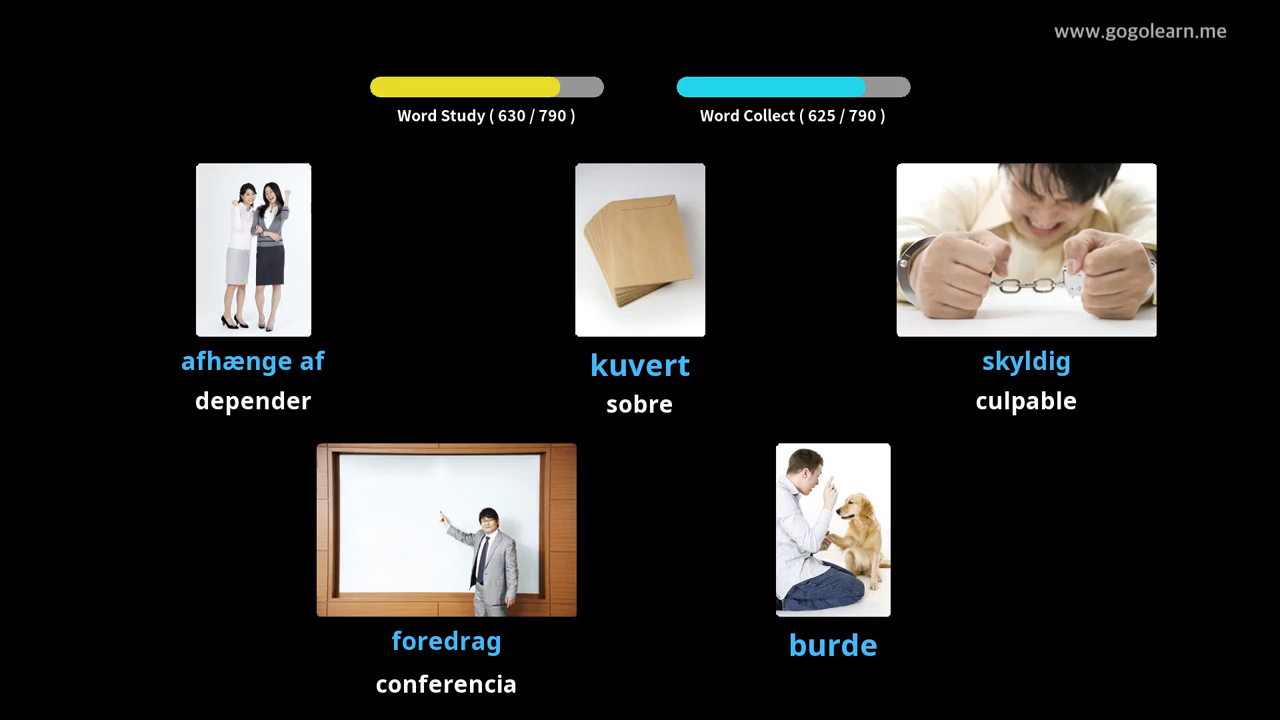 www.gogolearn.me
Word Study ( 630 / 790 )
Word Collect ( 625 / 790 )
afhænge af
depender
kuvert
sobre
skyldig
culpable
foredrag
conferencia
burde